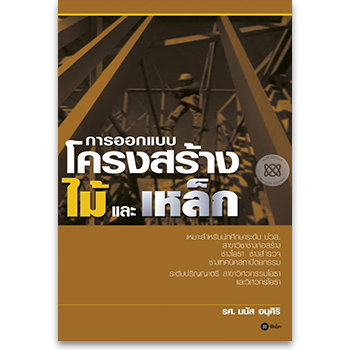 การออกแบบ
โครงสร้าง
ไม้ และ เหล็ก
เหมาะสำหรับนักศึกษาระดับ ปวส.
สาขาวิชาช่างก่อสร้าง
ช่างโยธา ช่างสำรวจ
ช่างเทคนิคสถาปัตยกรรม
ระดับปริญญาตรี สาขาวิศวกรรมโยธา
และวิศวกรโยธา
รศ. มนัส อนุศิริ
ซีเอ็ด